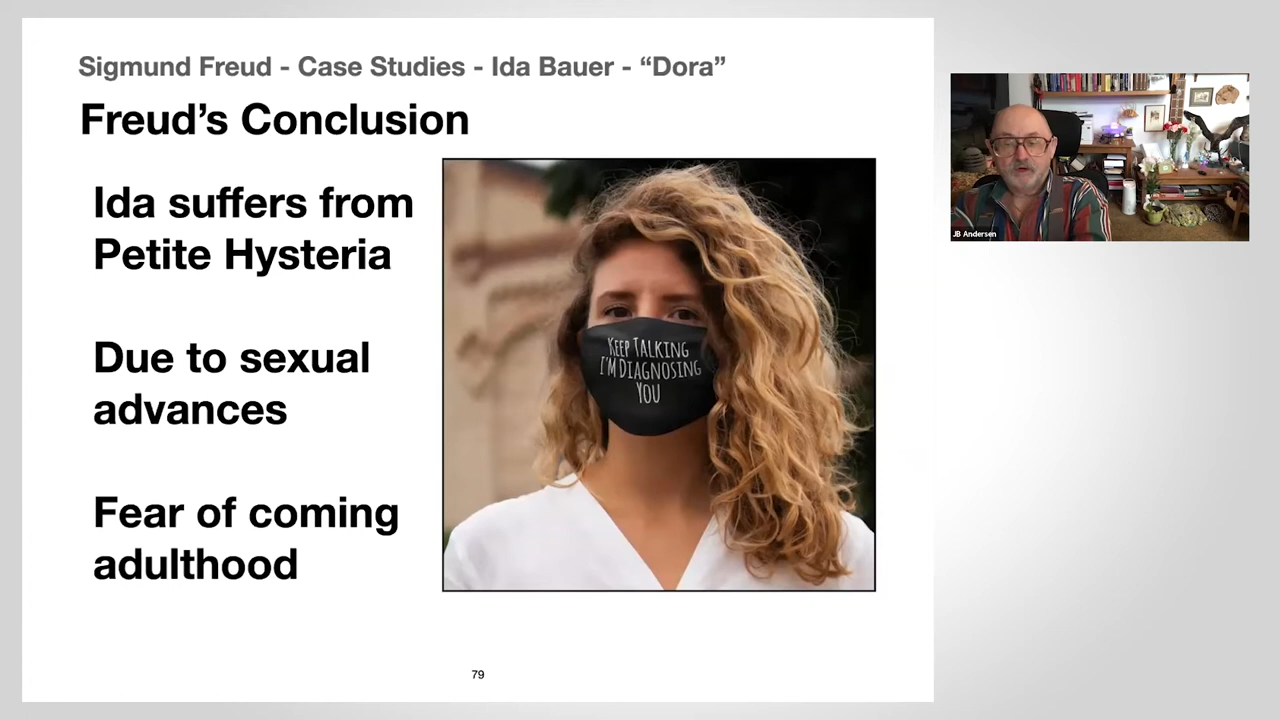 Sigmund Freud - Case Studies - Ida Bauer - “Dora”
Freud’s Conclusion
Ida suffers from
Petite Hysteria
Due to sexual
advances
Fear of coming
adulthood
KEEP TALKING
I'M DIAGNOSING
YOU
79
JB Andersen